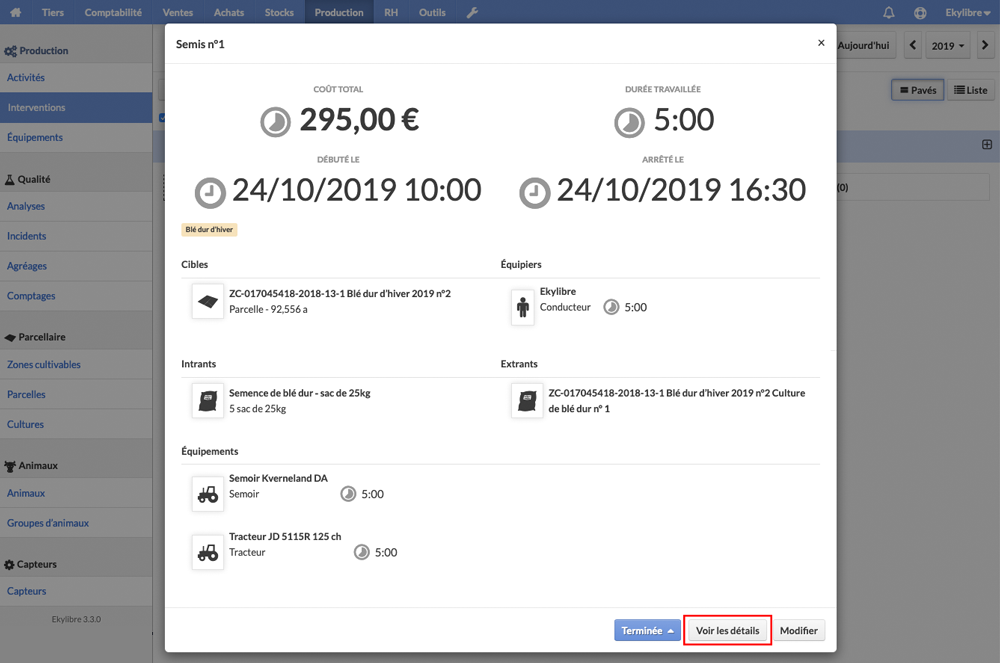 Tiers Comptabilité Ventes Achats Stocks Production RH Outils Ekylibre
Production
Activités
Interventions
Équipements
Qualité
Analyses
Incidents
Agréages
Comptages
Parcellaire
Zones cultivables
Parcelles
Cultures
Animaux
Animaux
Groupes d'animaux
Capteurs
Capteurs
Ekylibre 3.3.0
Aujourd'hui 2019
Pavés Liste
(0)
Semis n°1 ×
COÛT TOTAL
295,00 €
DURÉE TRAVAILLÉE
5:00
DÉBUTÉ LE
24/10/2019 10:00
ARRÊTÉ LE
24/10/2019 16:30
Blé dur d'hiver
Cibles
ZC-017045418-2018-13-1 Blé dur d'hiver 2019 n°2
Parcelle - 92,556 a
Équipiers
Ekylibre
Conducteur 5:00
Intrants
Semence de blé dur - sac de 25kg
5 sac de 25kg
Extrants
ZC-017045418-2018-13-1 Blé dur d'hiver 2019 n°2 Culture
de blé dur n° 1
Équipements
Semoir Kverneland DA
Semoir 5:00
Tracteur JD 5115R 125 ch
Tracteur 5:00
Terminée Voir les détails Modifier